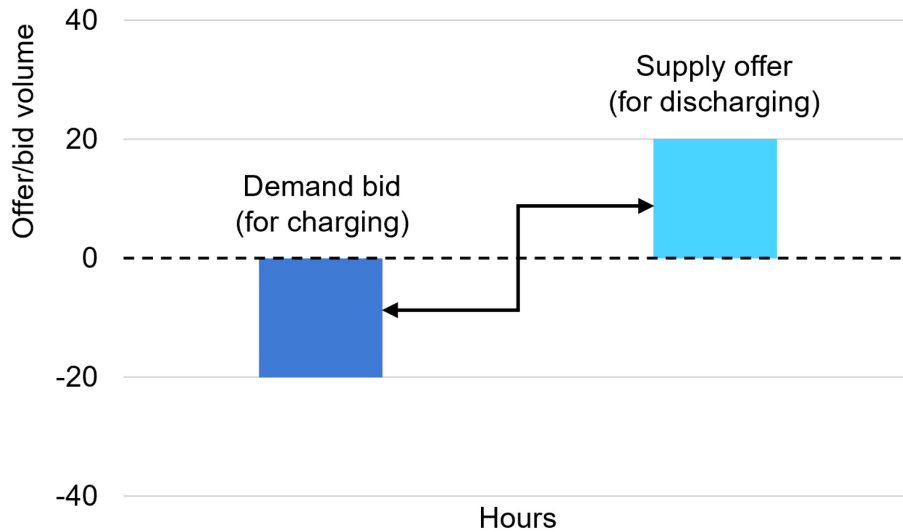 Offer/bid volume
40
20
0
-20
-40
Demand bid
(for charging)
Supply offer
(for discharging)
Hours